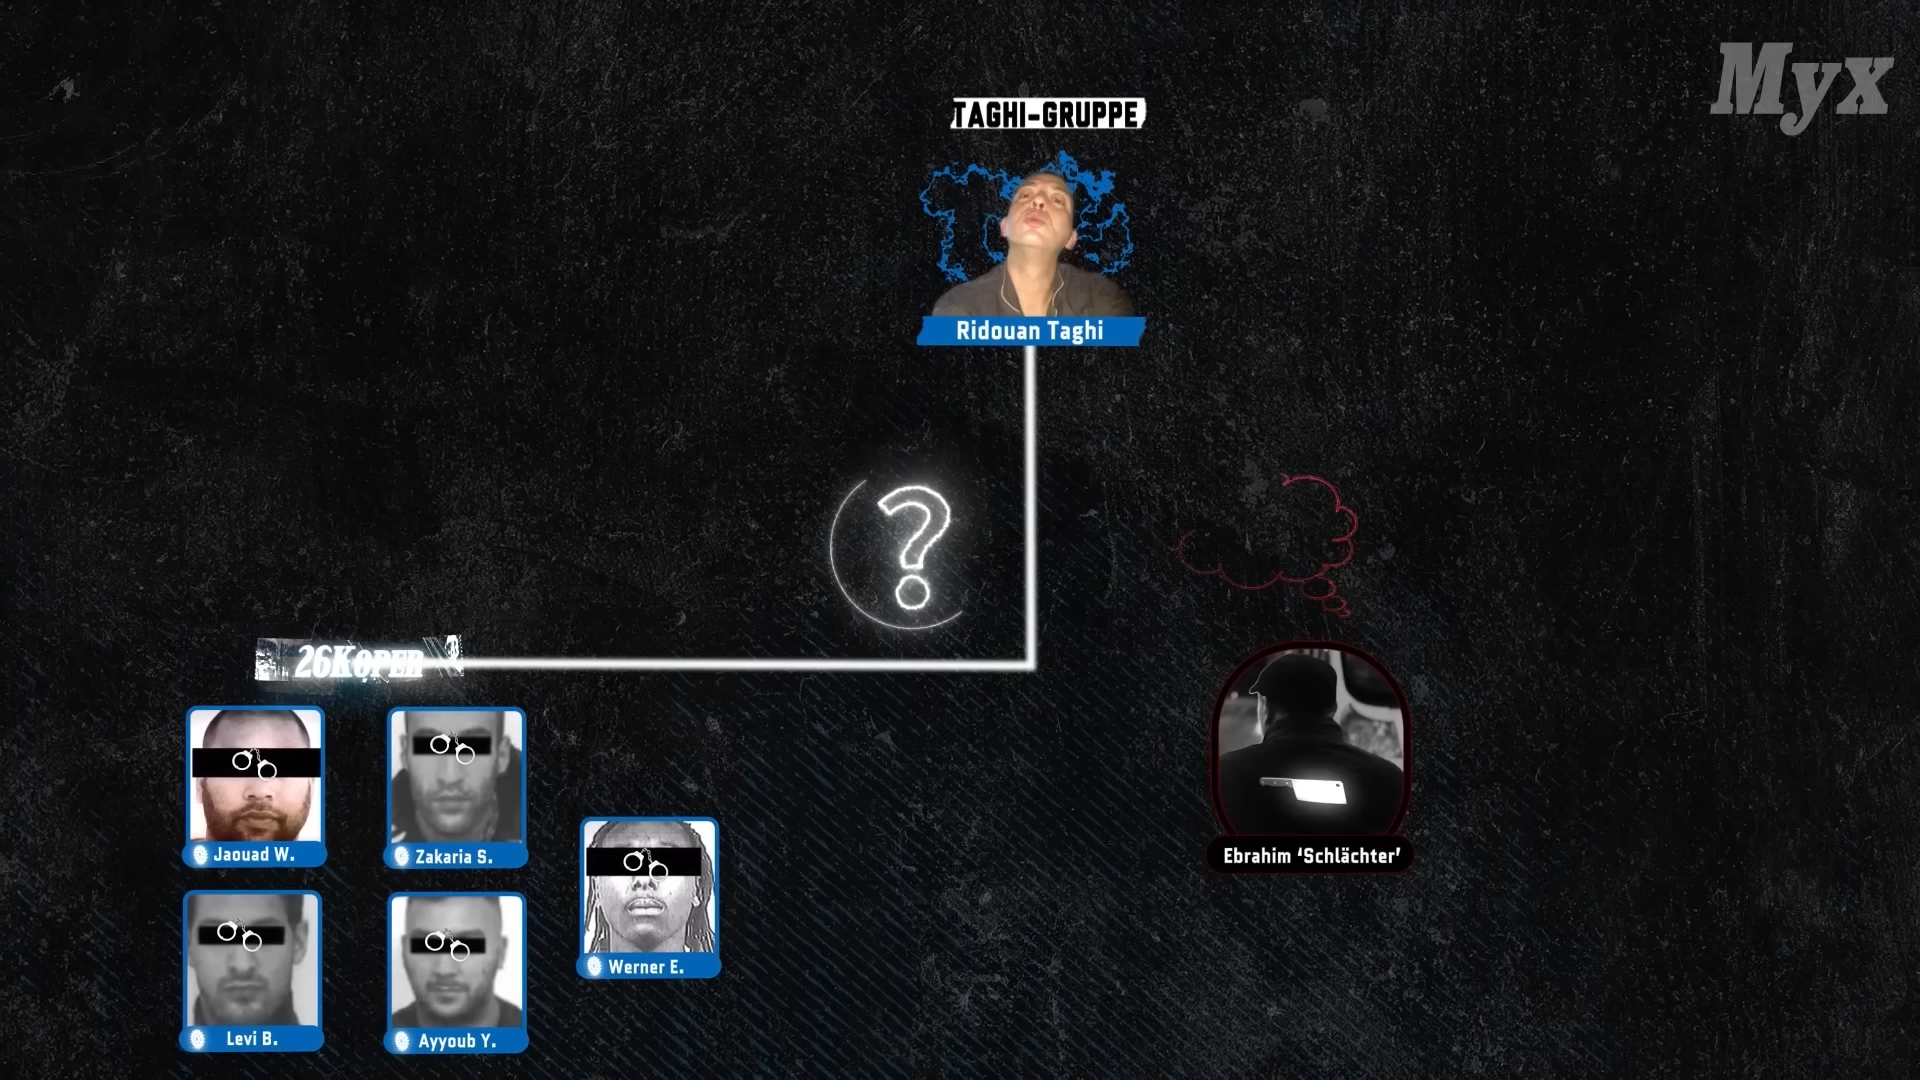 Myx
TAGHI-GRUPPE
Ridouan Taghi
?
26KOPER
Jaouad W.
Zakaria S.
Werner E.
Levi B.
Ayyoub Y.
Ebrahim ‘Schlächter’